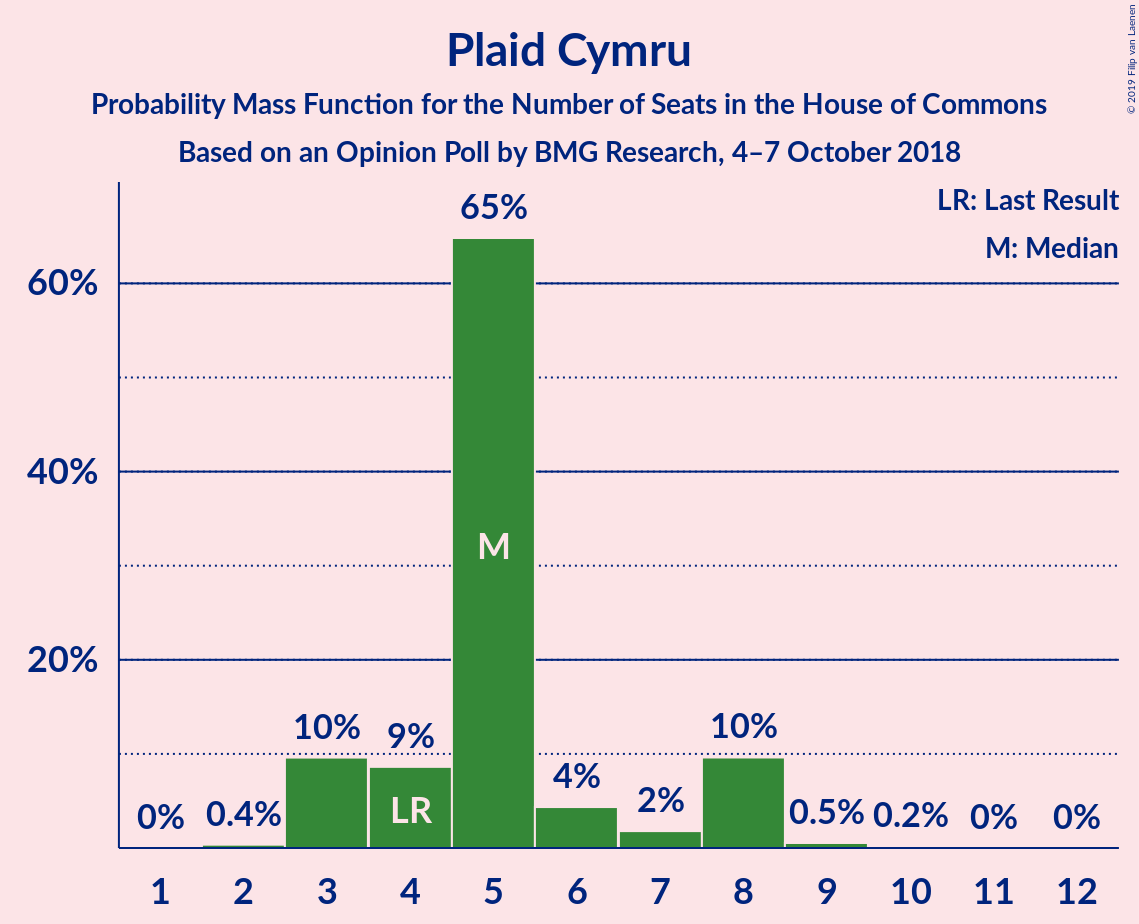 Plaid Cymru
Probability Mass Function for the Number of Seats in the House of Commons
Based on an Opinion Poll by BMG Research, 4–7 October 2018
© 2019 Filip van Laenen
LR: Last Result
M: Median
60%
40%
20%
0%
0.4%
10%
9%
65%
4%
2%
10%
0.5%
0.2%
0%
0%
LR
M
1 2 3 4 5 6 7 8 9 10 11 12